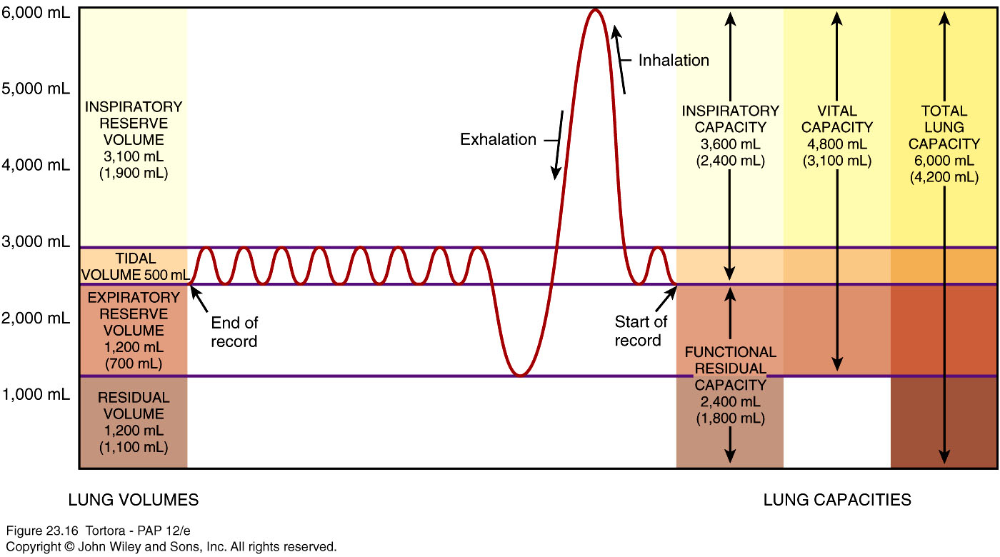 6,000 mL
5,000 mL
4,000 mL
3,000 mL
2,000 mL
1,000 mL
INSPIRATORY
RESERVE
VOLUME
3,100 mL
(1,900 mL)
TIDAL
VOLUME 500 mL
EXPIRATORY
RESERVE
VOLUME
1,200 mL
(700 mL)
RESIDUAL
VOLUME
1,200 mL
(1,100 mL)
End of
record
Exhalation
Inhalation
Start of
record
INSPIRATORY
CAPACITY
3,600 mL
(2,400 mL)
FUNCTIONAL
RESIDUAL
CAPACITY
2,400 mL
(1,800 mL)
VITAL
CAPACITY
4,800 mL
(3,100 mL)
TOTAL
LUNG
CAPACITY
6,000 mL
(4,200 mL)
LUNG VOLUMES
LUNG CAPACITIES
Figure 23.16 Tortora - PAP 12/e
Copyright © John Wiley and Sons, Inc. All rights reserved.